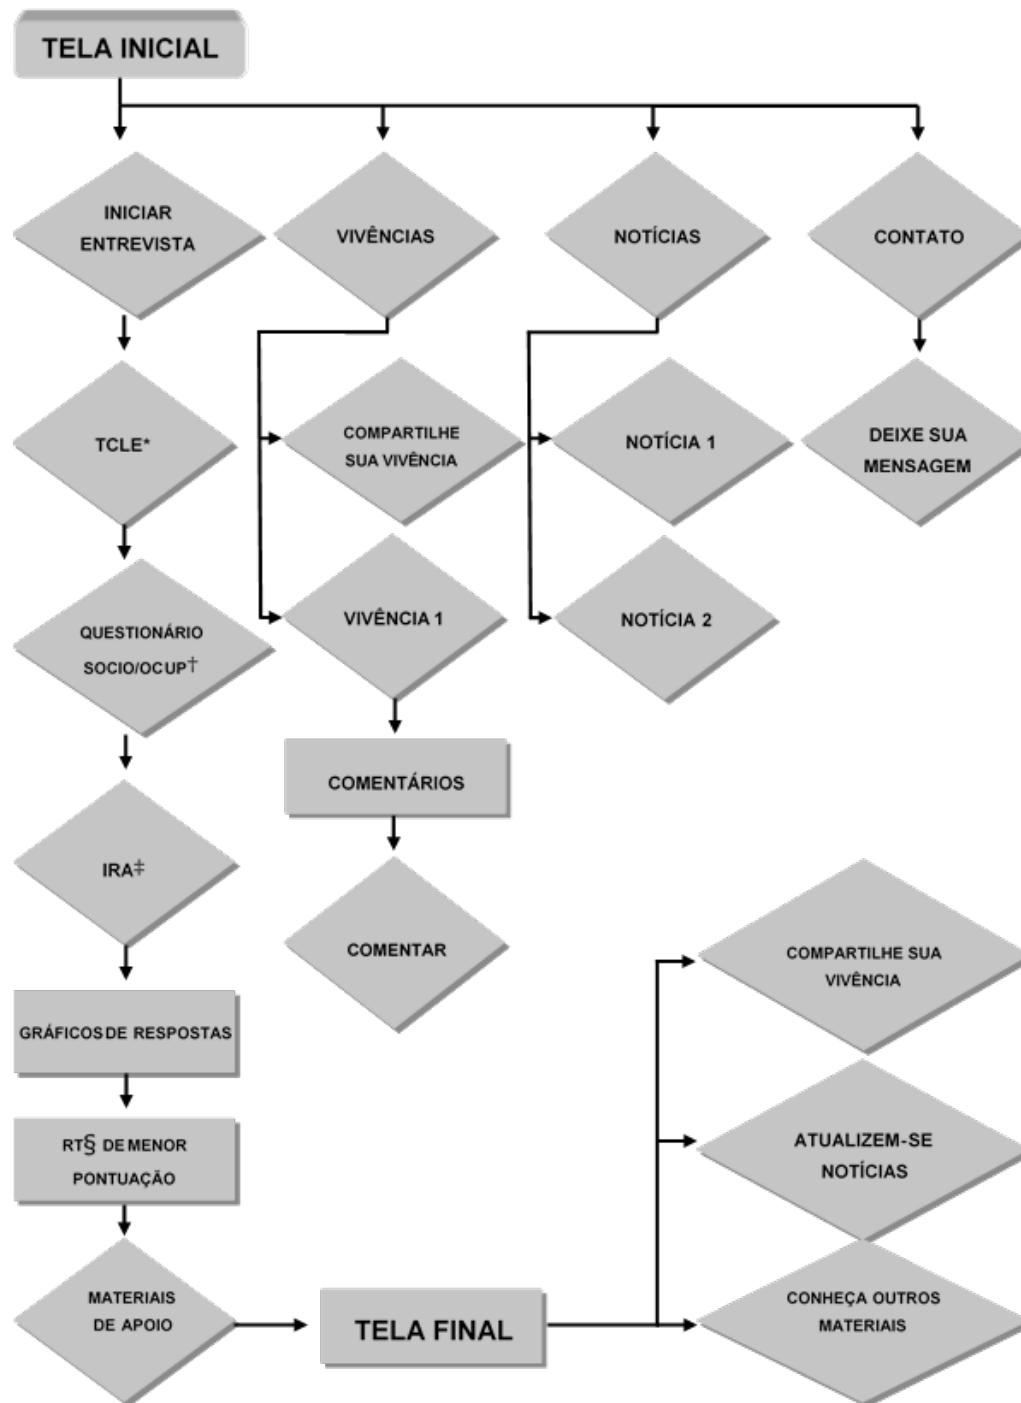 TELA INICIAL
INICIAR
ENTREVISTA
VIVÊNCIAS
NOTÍCIAS
CONTATO
TCLE*
COMPARTILHE
SUA VIVÊNCIA
NOTÍCIA 1
DEIXE SUA
MENSAGEM
QUESTIONÁRIO
SOCIO/OCUP†
VIVÊNCIA 1
NOTÍCIA 2
COMENTÁRIOS
IRA‡
COMENTAR
COMPARTILHE SUA
VIVÊNCIA
GRÁFICOS DE RESPOSTAS
RT§ DE MENOR
PONTUAÇÃO
ATUALIZEM-SE
NOTÍCIAS
MATERIAIS
DE APOIO
TELA FINAL
CONHEÇA OUTROS
MATERIAIS